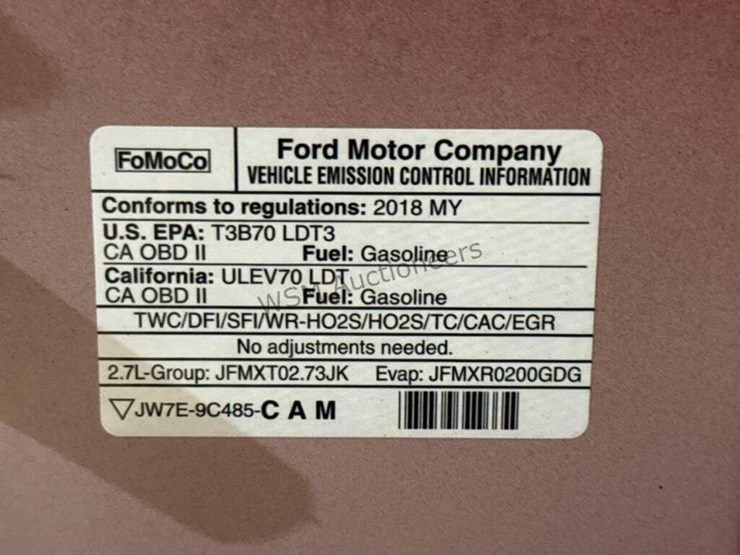 FoMoCo
Ford Motor Company
VEHICLE EMISSION CONTROL INFORMATION
Conforms to regulations: 2018 MY
U.S. EPA: T3B70 LDT3
CA OBD II Fuel: Gasoline
California: ULEV70 LDT
CA OBD II Fuel: Gasoline
WSM Auctioneers
TWC/DFI/SFI/WR-HO2S/HO2S/TC/CAC/EGR
No adjustments needed.
2.7L-Group: JFMXT02.73JK Evap: JFMXR0200GDG
▽JW7E-9C485-C A M